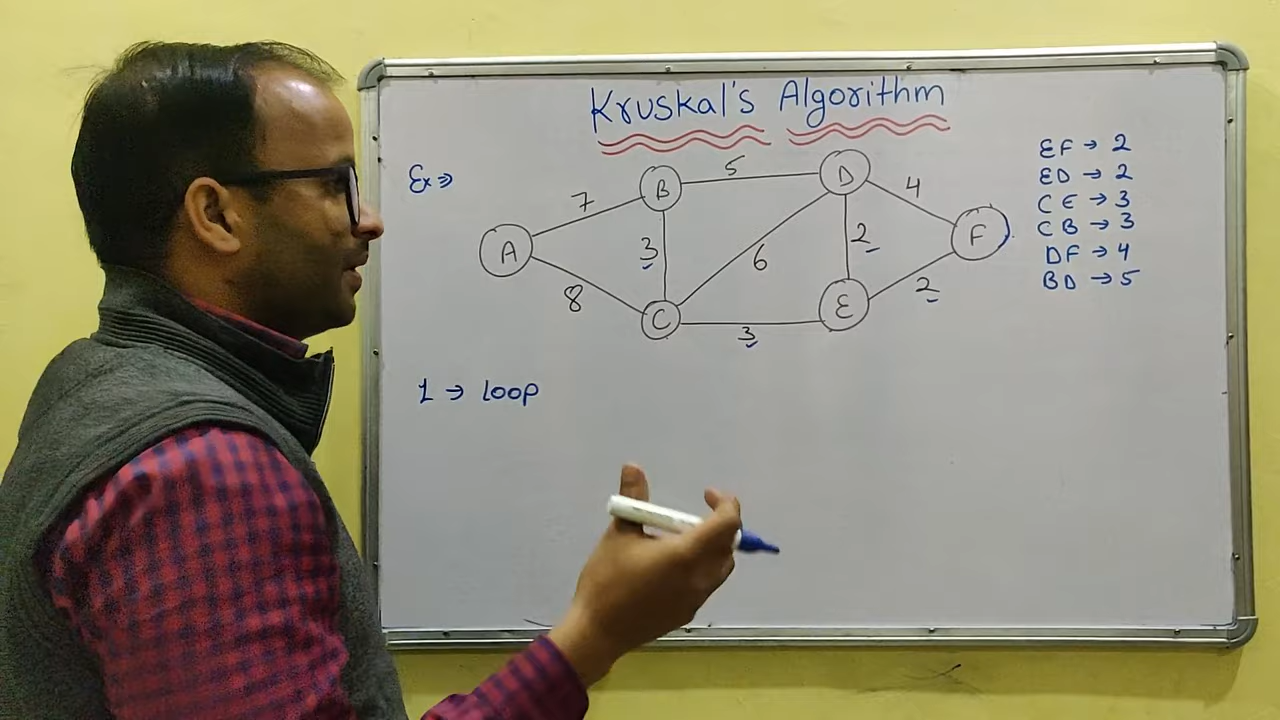 Kruskal's Algorithm
Ex →
A
B
C
D
E
F
7
8
5
3
6
3
2
4
2
EF → 2
ED → 2
CE → 3
CB → 3
DF → 4
BD → 5
1 → loop